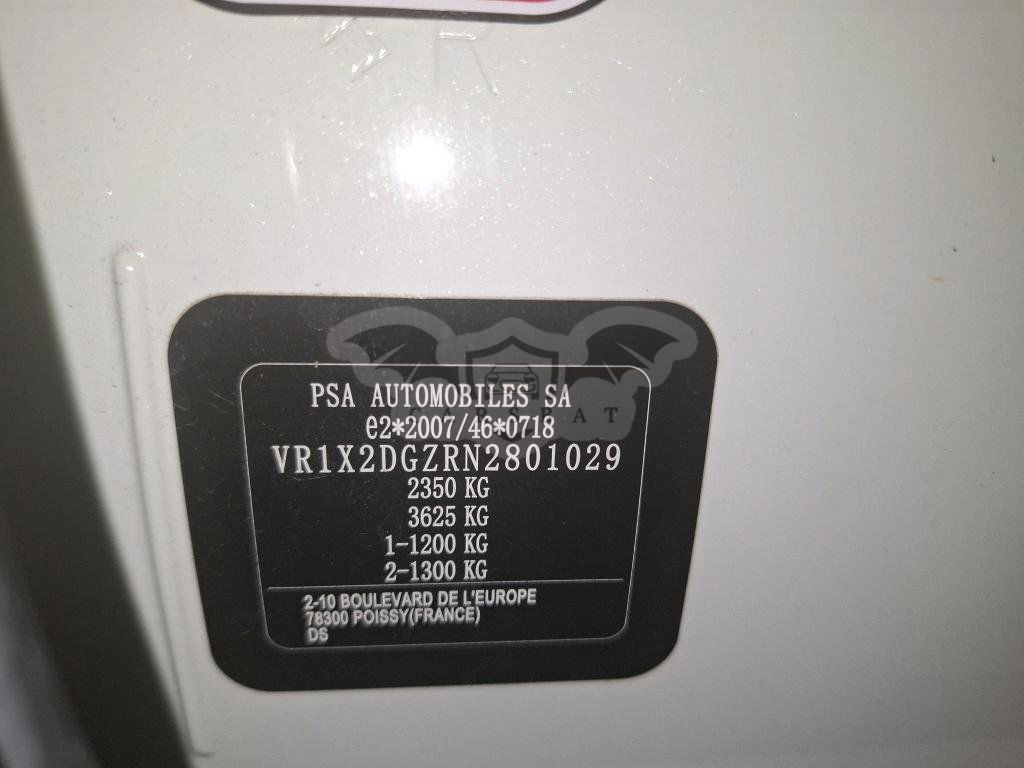 PSA AUTOMOBILES SA
CARSBAT
e2*2007/46*0718
VR1X2DGZRN2801029
2350 KG
3625 KG
1-1200 KG
2-1300 KG
2-10 BOULEVARD DE L'EUROPE
78300 POISSY(FRANCE)
DS